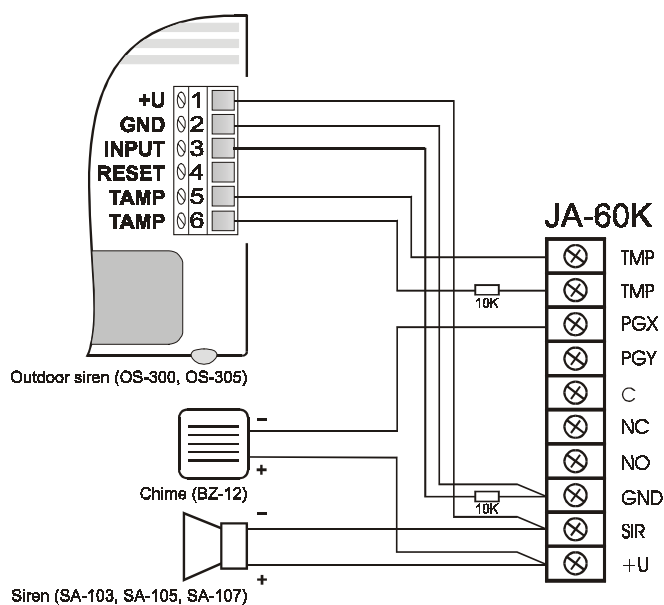 +U 1
GND 2
INPUT 3
RESET 4
TAMP 5
TAMP 6
Outdoor siren (OS-300, OS-305)
JA-60K
TMP
TMP
10K
PGX
PGY
C
NC
NO
GND
10K
SIR
+U
–
+
Chime (BZ-12)
–
+
Siren (SA-103, SA-105, SA-107)